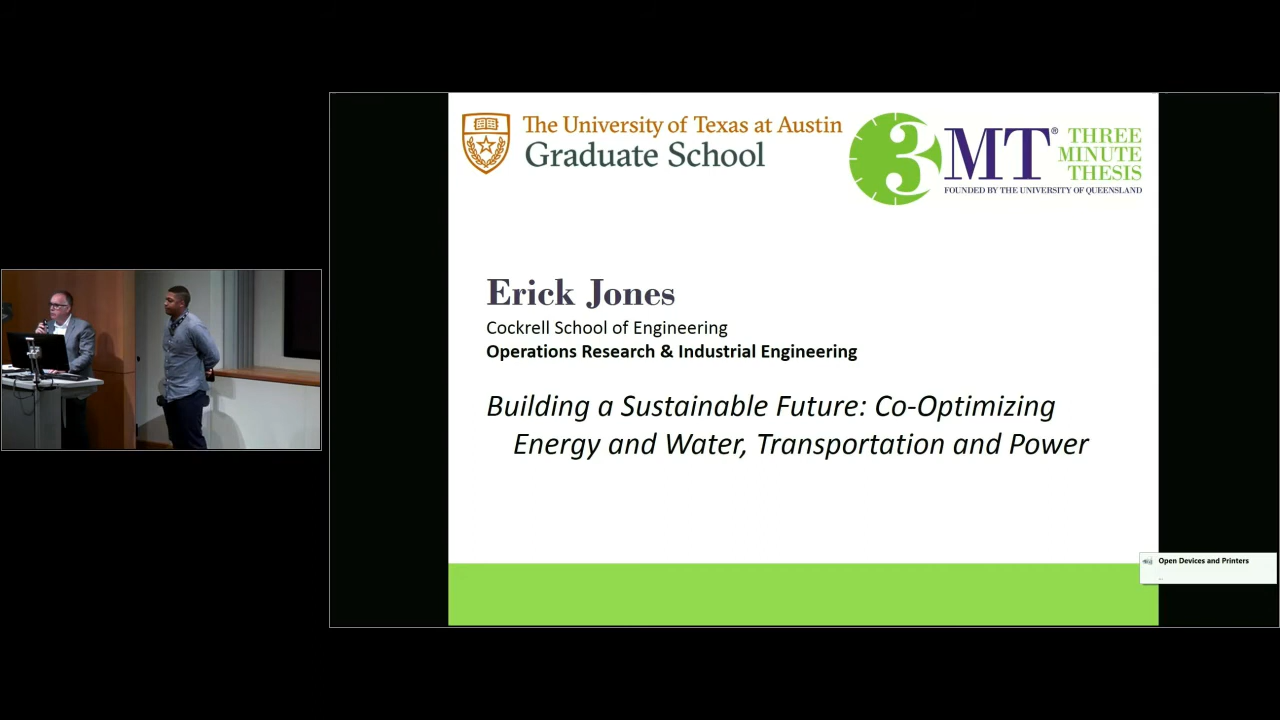 The University of Texas at Austin
Graduate School
3MT® THREE MINUTE THESIS
FOUNDED BY THE UNIVERSITY OF QUEENSLAND
Erick Jones
Cockrell School of Engineering
Operations Research & Industrial Engineering
Building a Sustainable Future: Co-Optimizing
Energy and Water, Transportation and Power
Open Devices and Printers